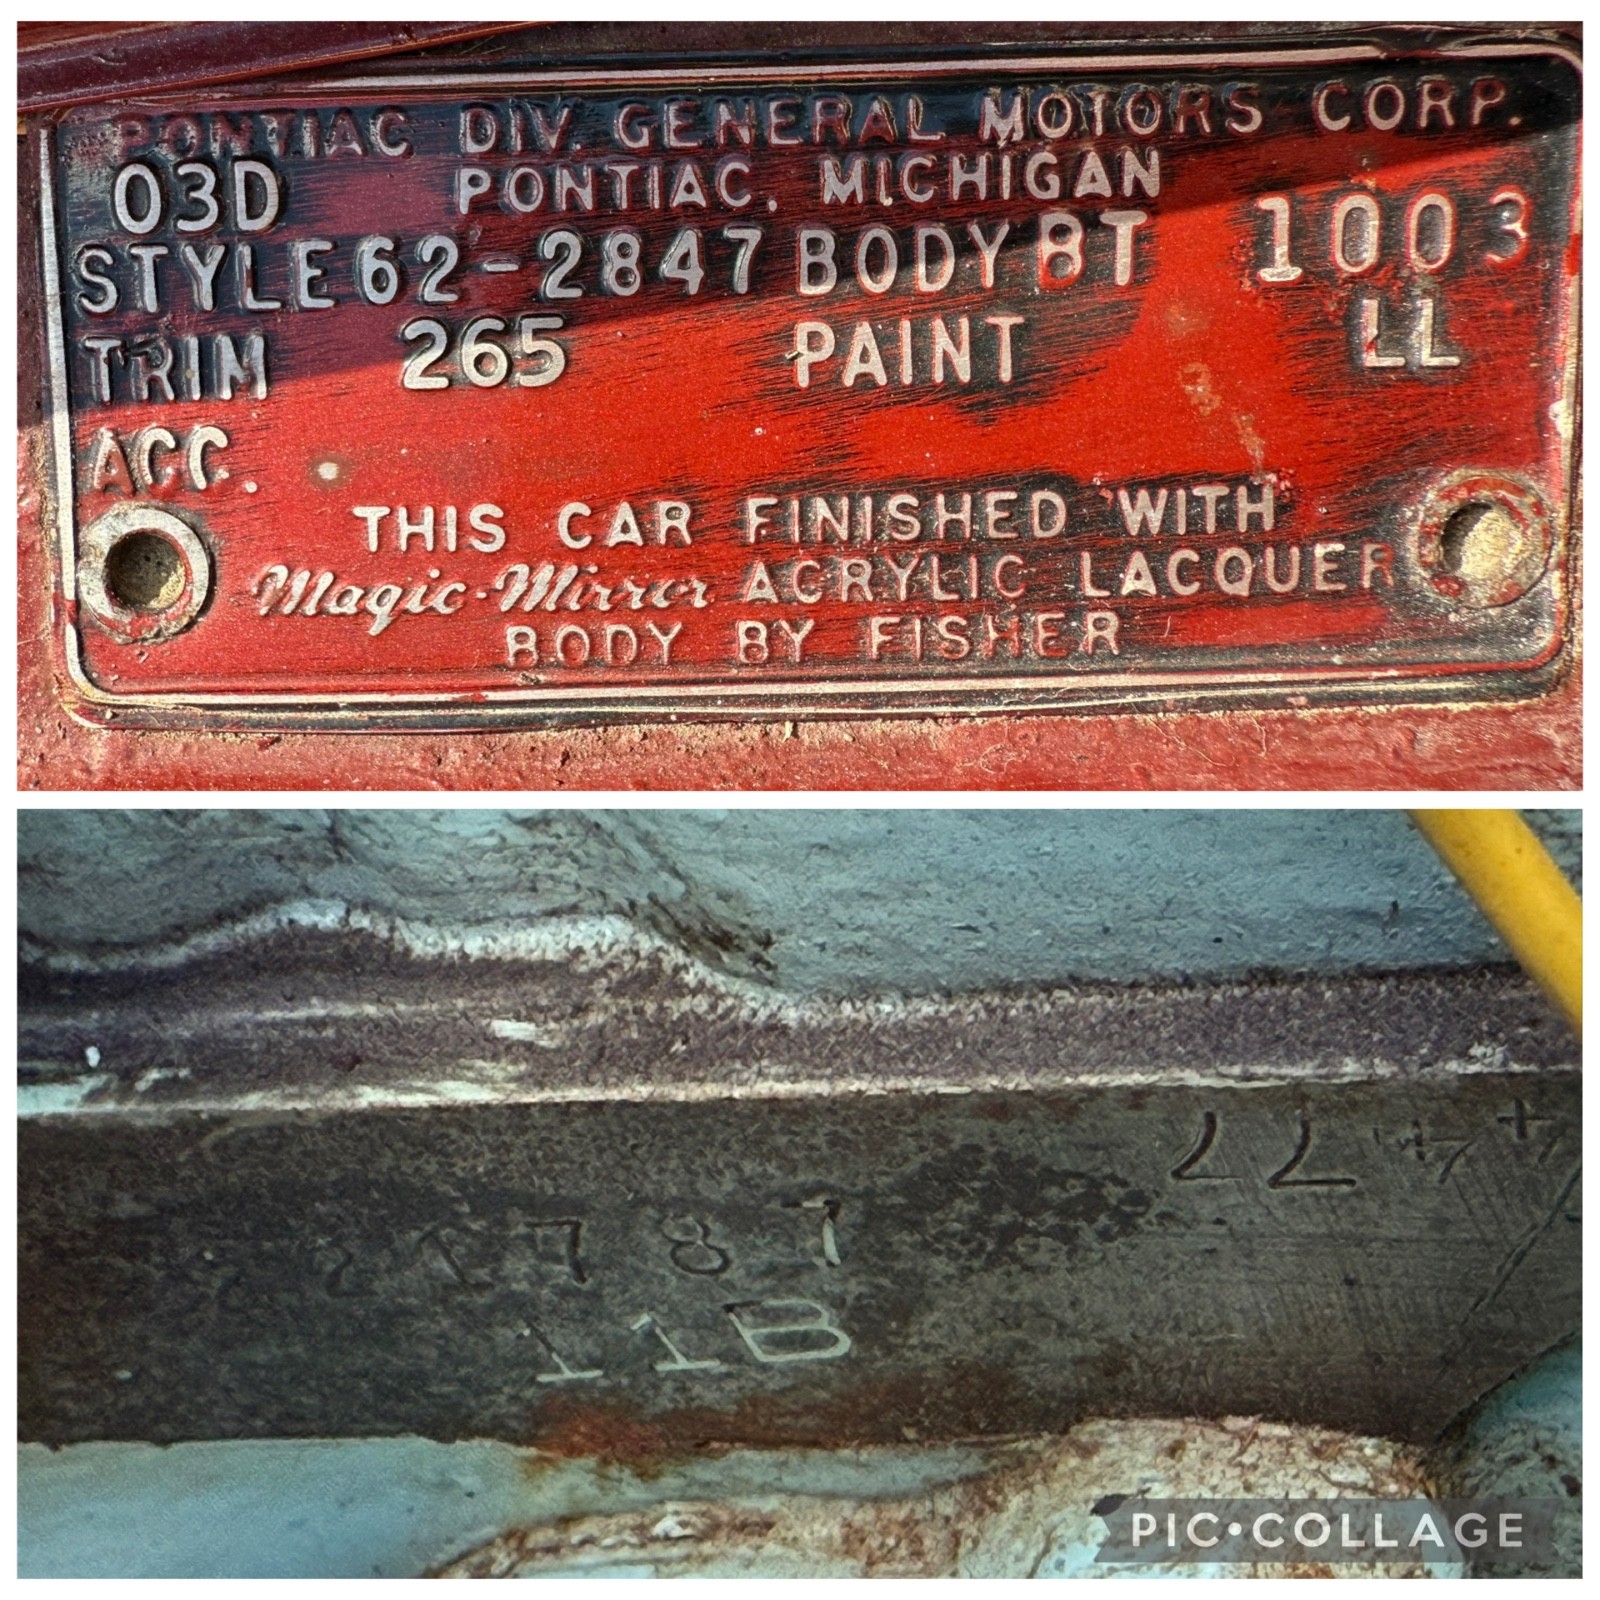 PONTIAC DIV. GENERAL MOTORS CORP.
03D PONTIAC, MICHIGAN
STYLE 62-2847 BODY BT 1003
TRIM 265 PAINT LL
ACC.
THIS CAR FINISHED WITH
Magic-Mirror ACRYLIC LACQUER
BODY BY FISHER
11B
PIC•COLLAGE